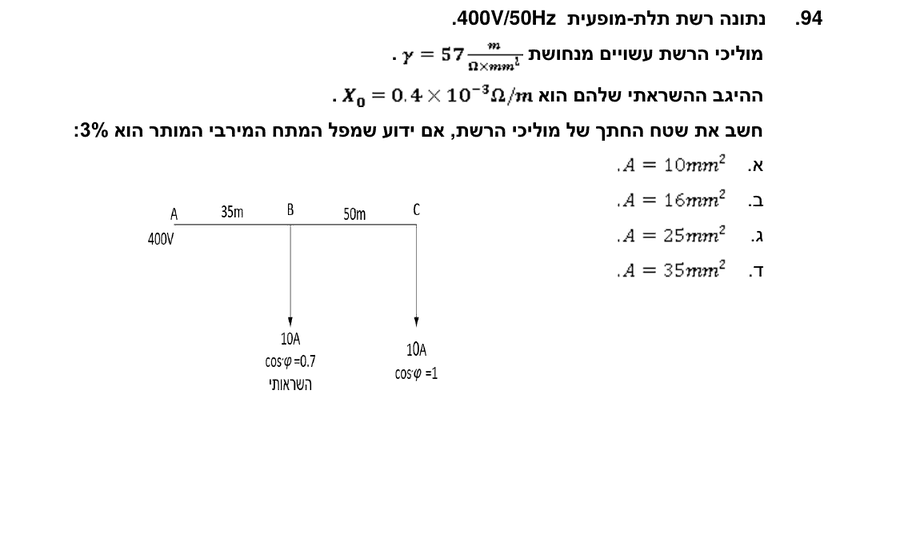 94. נתונה רשת תלת-מופעית 400V/50Hz.
מוליכי הרשת עשויים מנחושת γ = 57 m/(Ω×mm²) .
ההיגב ההשראתי שלהם הוא X₀ = 0.4 × 10⁻³Ω/m .
חשב את שטח החתך של מוליכי הרשת, אם ידוע שמפל המתח המירבי המותר הוא 3%:
א. A = 10mm².
ב. A = 16mm².
ג. A = 25mm².
ד. A = 35mm².
A 35m B 50m C
400V
10A
cosφ =0.7
השראותי
10A
cosφ =1